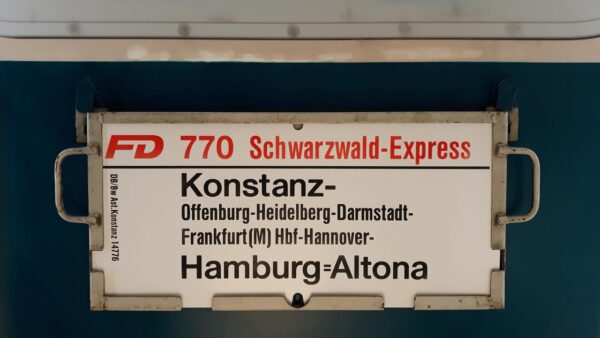 FD 770 Schwarzwald-Express
Konstanz-
Offenburg-Heidelberg-Darmstadt-
Frankfurt(M) Hbf-Hannover-
Hamburg=Altona
DB/Bw Ast.Konstanz 14776